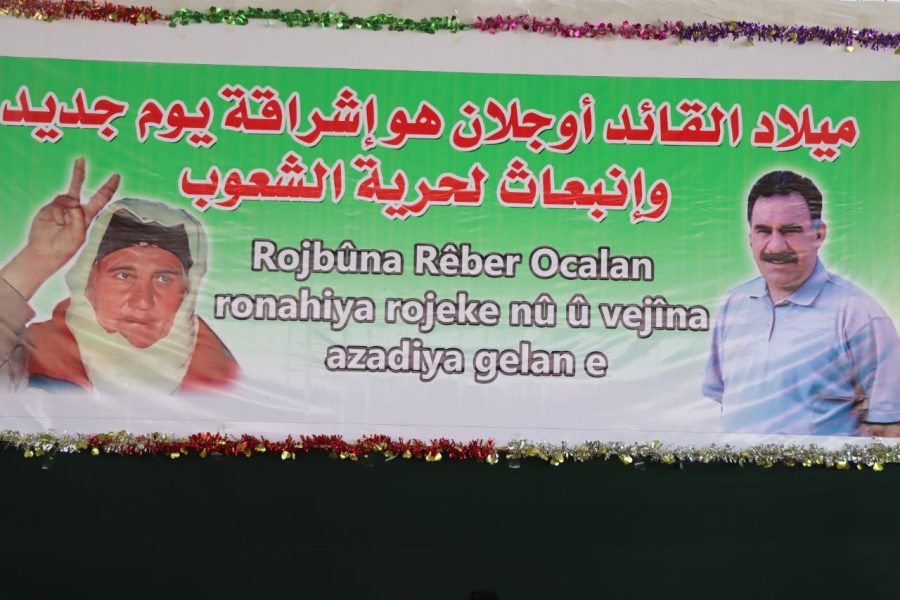 ميلاد القائد أوجلان هو إشراقة يوم جديد
وإنبعاث لحرية الشعوب
Rojbûna Rêber Ocalan
ronahiya rojeke nû û vejîna
azadiya gelan e